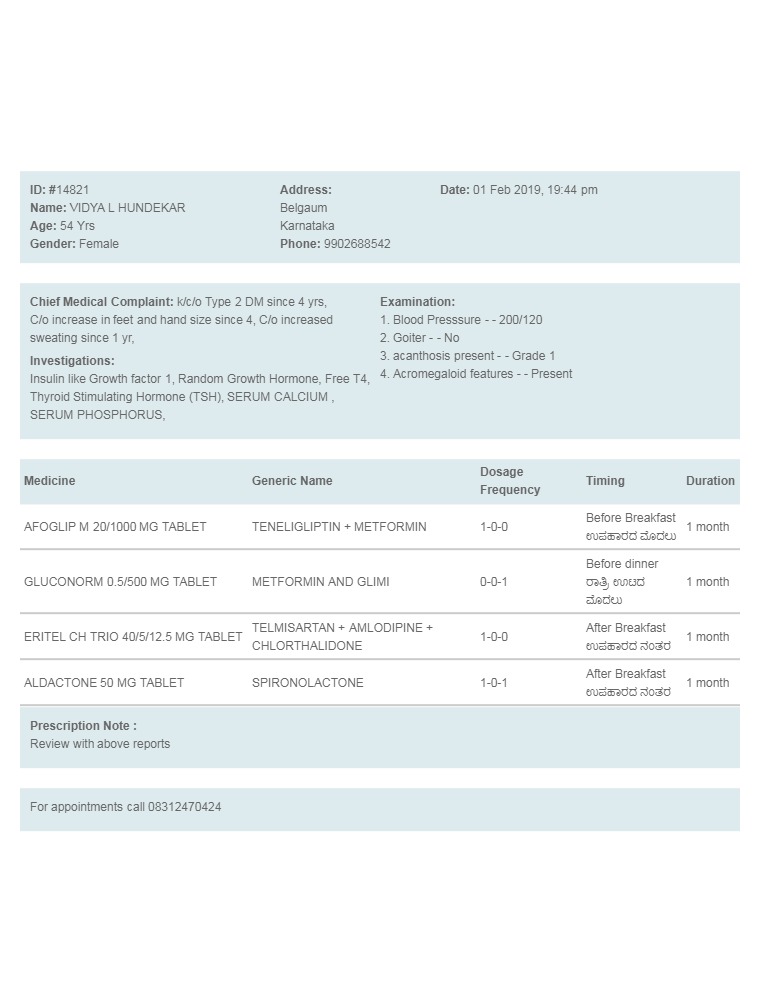 ID: #14821
Name: VIDYA L HUNDEKAR
Age: 54 Yrs
Gender: Female
Address:
Belgaum
Karnataka
Phone: 9902688542
Date: 01 Feb 2019, 19:44 pm
Chief Medical Complaint: k/c/o Type 2 DM since 4 yrs,
C/o increase in feet and hand size since 4, C/o increased
sweating since 1 yr,
Investigations:
Insulin like Growth factor 1, Random Growth Hormone, Free T4,
Thyroid Stimulating Hormone (TSH), SERUM CALCIUM ,
SERUM PHOSPHORUS,
Examination:
1. Blood Presssure - - 200/120
2. Goiter - - No
3. acanthosis present - - Grade 1
4. Acromegaloid features - - Present
Medicine Generic Name Dosage Frequency Timing Duration
AFOGLIP M 20/1000 MG TABLET TENELIGLIPTIN + METFORMIN 1-0-0 Before Breakfast 1 month
ಉಪಹಾರದ ಮೊದಲು
GLUCONORM 0.5/500 MG TABLET METFORMIN AND GLIMI 0-0-1 Before dinner 1 month
ರಾತ್ರಿ ಊಟದ
ಮೊದಲು
ERITEL CH TRIO 40/5/12.5 MG TABLET TELMISARTAN + AMLODIPINE + CHLORTHALIDONE 1-0-0 After Breakfast 1 month
ಉಪಹಾರದ ನಂತರ
ALDACTONE 50 MG TABLET SPIRONOLACTONE 1-0-1 After Breakfast 1 month
ಉಪಹಾರದ ನಂತರ
Prescription Note :
Review with above reports
For appointments call 08312470424